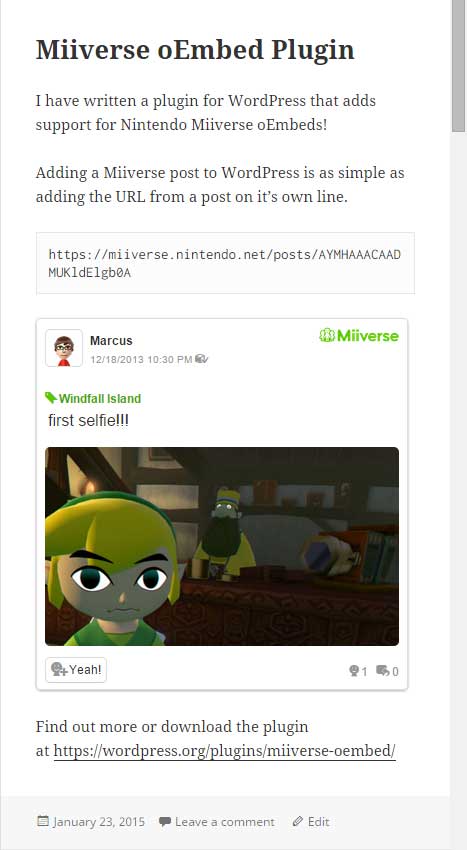 Miiverse oEmbed Plugin
I have written a plugin for WordPress that adds
support for Nintendo Miiverse oEmbeds!
Adding a Miiverse post to WordPress is as simple as
adding the URL from a post on it’s own line.
https://miiverse.nintendo.net/posts/AYMHAAACAAD
MUKldElgb0A
Marcus
Miiverse
12/18/2013 10:30 PM
Windfall Island
first selfie!!!
Yeah!
1 0
Find out more or download the plugin
at https://wordpress.org/plugins/miiverse-oembed/
January 23, 2015 Leave a comment Edit